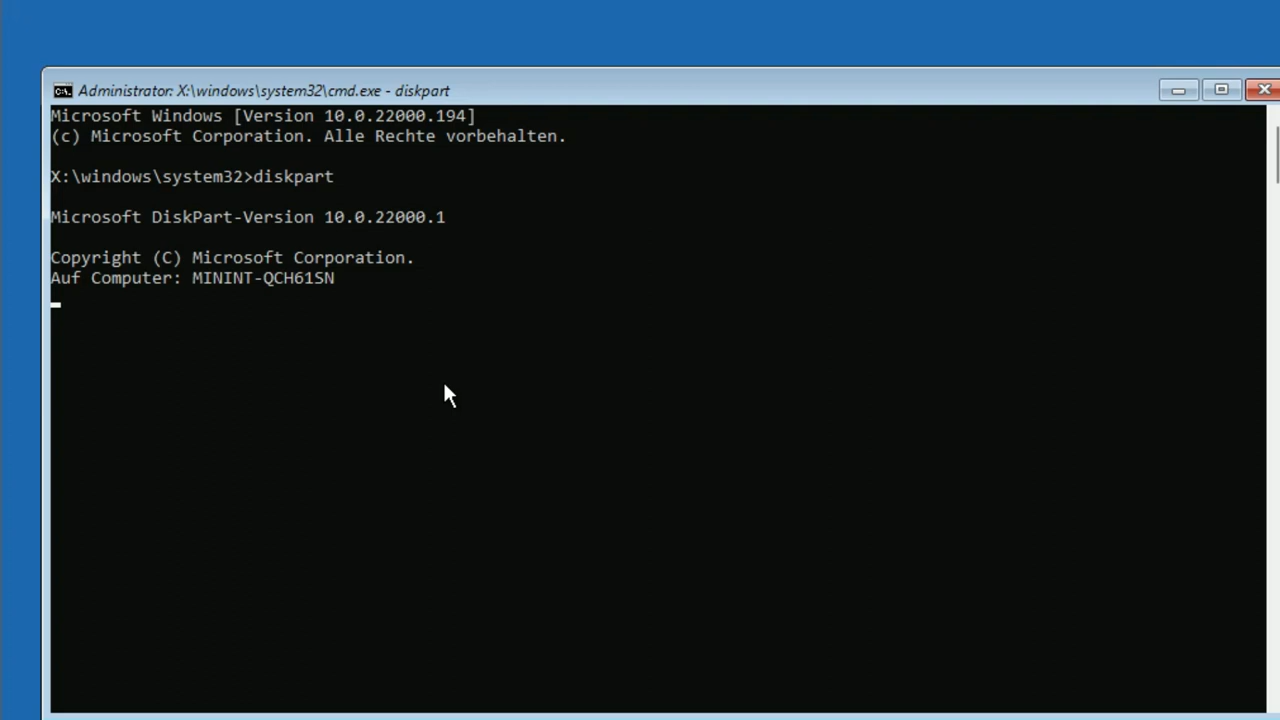 Administrator: X:\windows\system32\cmd.exe - diskpart
Microsoft Windows [Version 10.0.22000.194]
(c) Microsoft Corporation. Alle Rechte vorbehalten.
X:\windows\system32>diskpart
Microsoft DiskPart-Version 10.0.22000.1
Copyright (C) Microsoft Corporation.
Auf Computer: MININT-QCH61SN